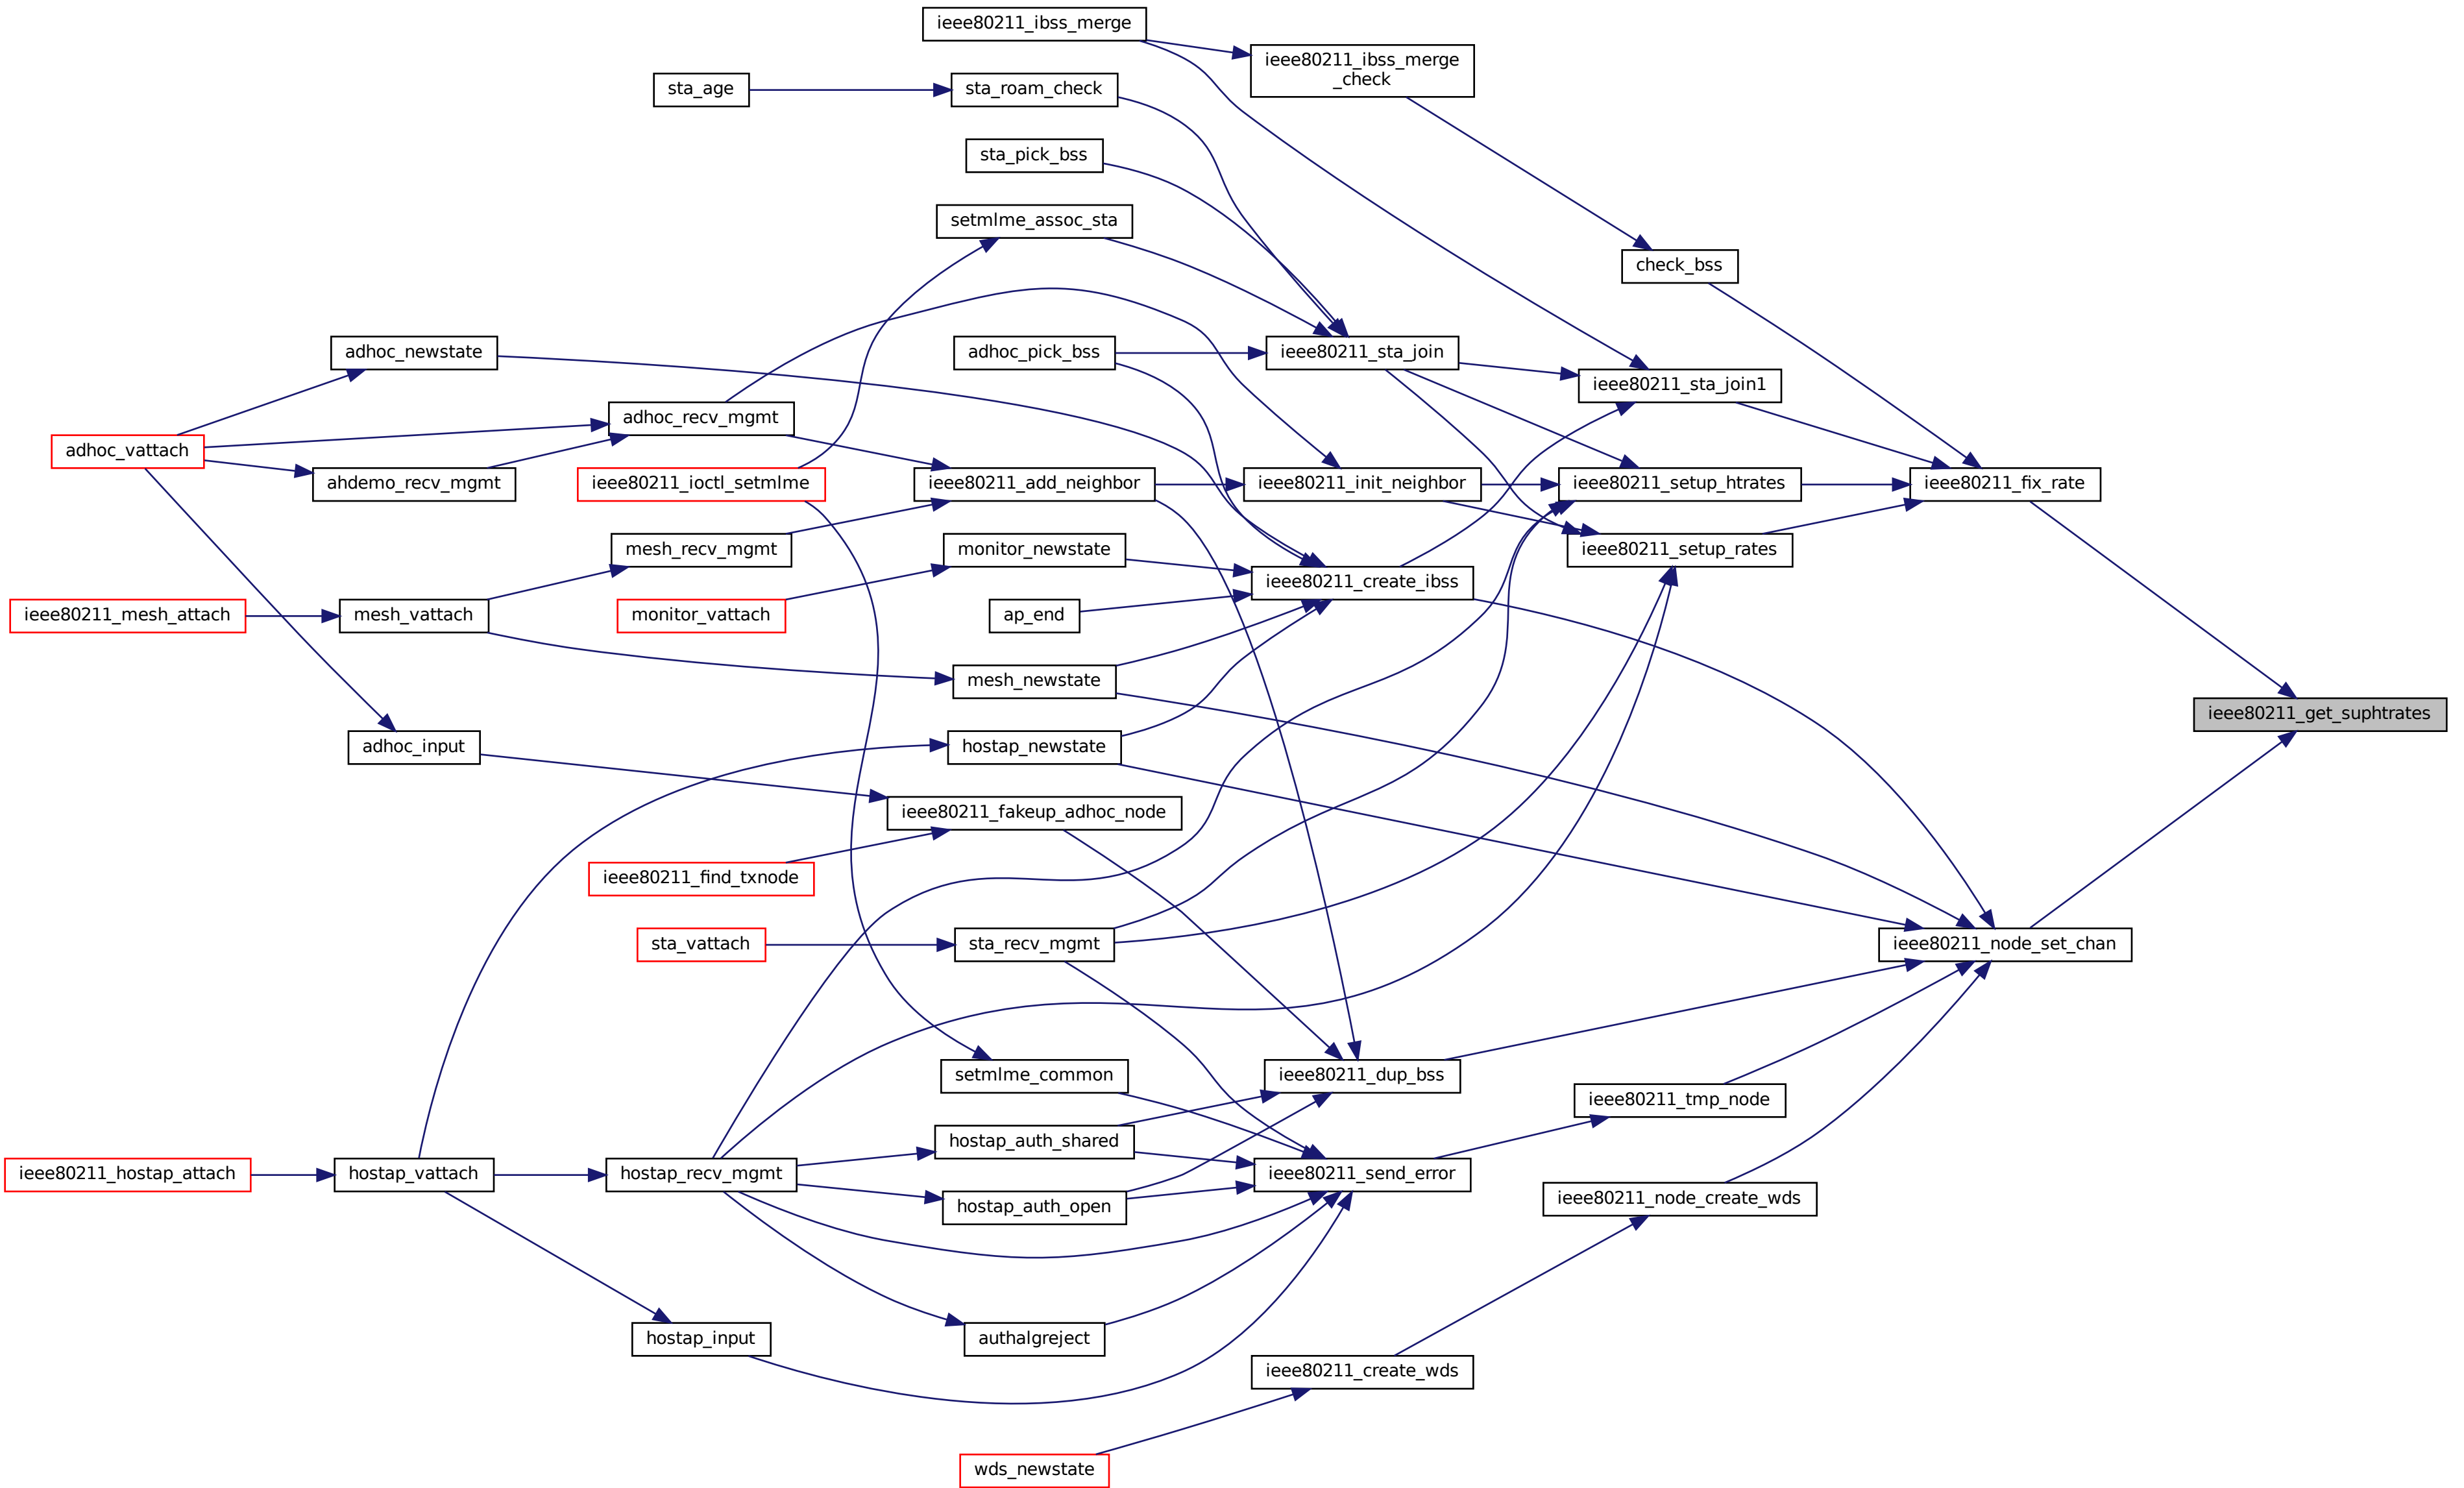 ieee80211_ibss_merge
ieee80211_ibss_merge
_check
sta_age
sta_roam_check
sta_pick_bss
setmlme_assoc_sta
check_bss
adhoc_newstate
adhoc_pick_bss
ieee80211_sta_join
ieee80211_sta_join1
adhoc_recv_mgmt
adhoc_vattach
ahdemo_recv_mgmt
ieee80211_ioctl_setmlme
ieee80211_add_neighbor
ieee80211_init_neighbor
ieee80211_setup_htrates
ieee80211_fix_rate
mesh_recv_mgmt
monitor_newstate
ieee80211_setup_rates
ieee80211_create_ibss
ieee80211_mesh_attach
mesh_vattach
monitor_vattach
ap_end
mesh_newstate
ieee80211_get_suphtrates
adhoc_input
hostap_newstate
ieee80211_fakeup_adhoc_node
ieee80211_find_txnode
sta_vattach
sta_recv_mgmt
ieee80211_node_set_chan
setmlme_common
ieee80211_dup_bss
ieee80211_tmp_node
hostap_auth_shared
ieee80211_hostap_attach
hostap_vattach
hostap_recv_mgmt
ieee80211_send_error
hostap_auth_open
ieee80211_node_create_wds
hostap_input
authalgreject
ieee80211_create_wds
wds_newstate